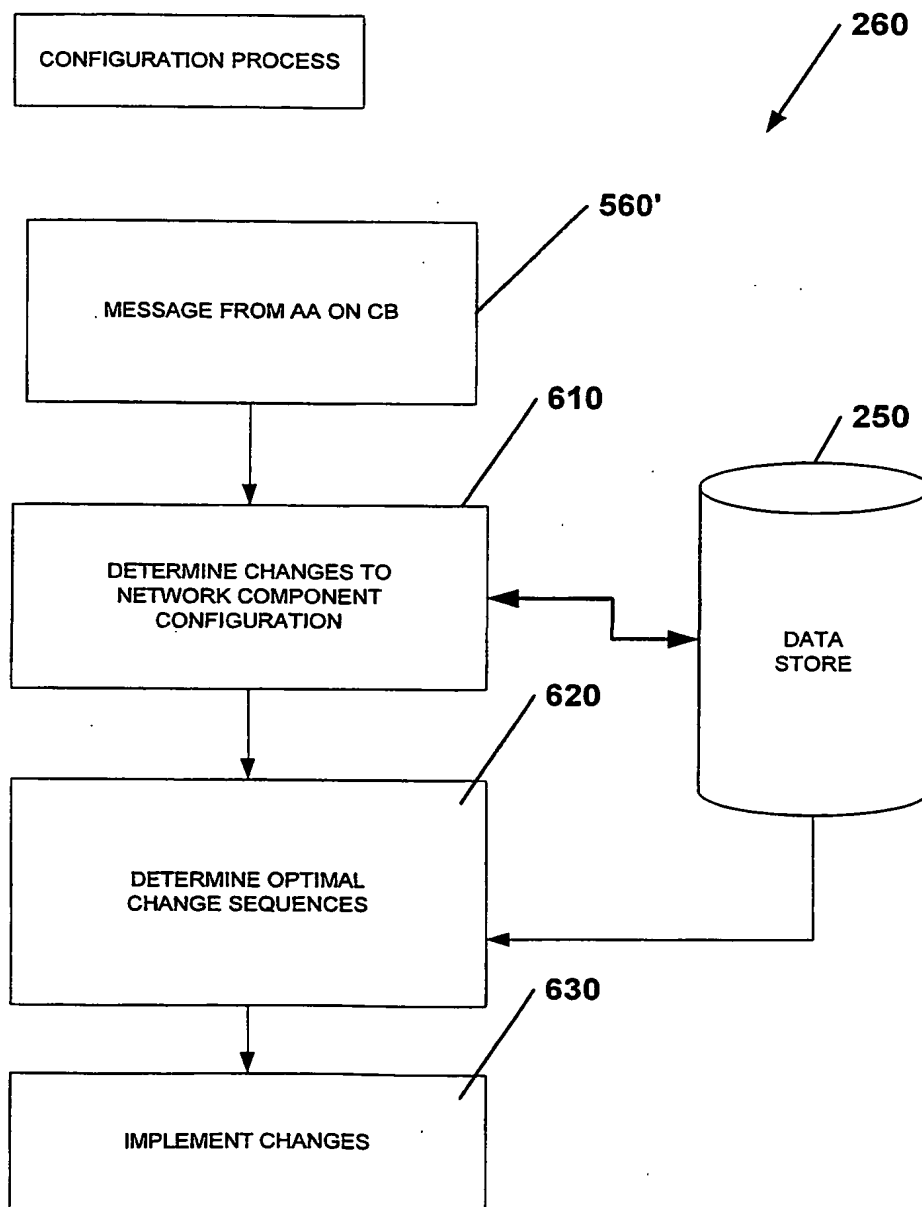 CONFIGURATION PROCESS
260
560'
MESSAGE FROM AA ON CB
610
250
DETERMINE CHANGES TO
NETWORK COMPONENT
CONFIGURATION
DATA
STORE
620
DETERMINE OPTIMAL
CHANGE SEQUENCES
630
IMPLEMENT CHANGES